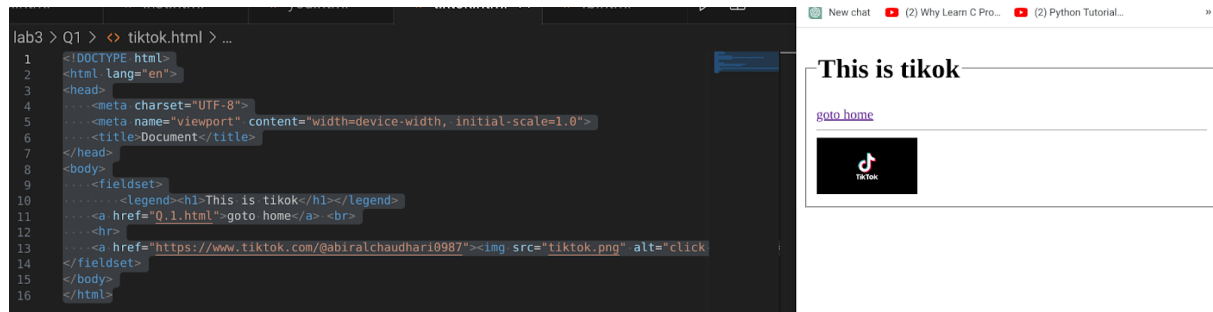 lab3 > Q1 > <> tiktok.html > ...
1 <!DOCTYPE html>
2 <html lang="en">
3 <head>
4 <meta charset="UTF-8">
5 <meta name="viewport" content="width=device-width, initial-scale=1.0">
6 <title>Document</title>
7 </head>
8 <body>
9 <fieldset>
10 <legend><h1>This is tikok</h1></legend>
11 <a href="Q.1.html">goto home</a> <br>
12 <hr>
13 <a href="https://www.tiktok.com/@abiralchaudhari0987"><img src="tiktok.png" alt="click
14 </fieldset>
15 </body>
16 </html>
New chat (2) Why Learn C Pro... (2) Python Tutorial... »
This is tikok
goto home
TikTok